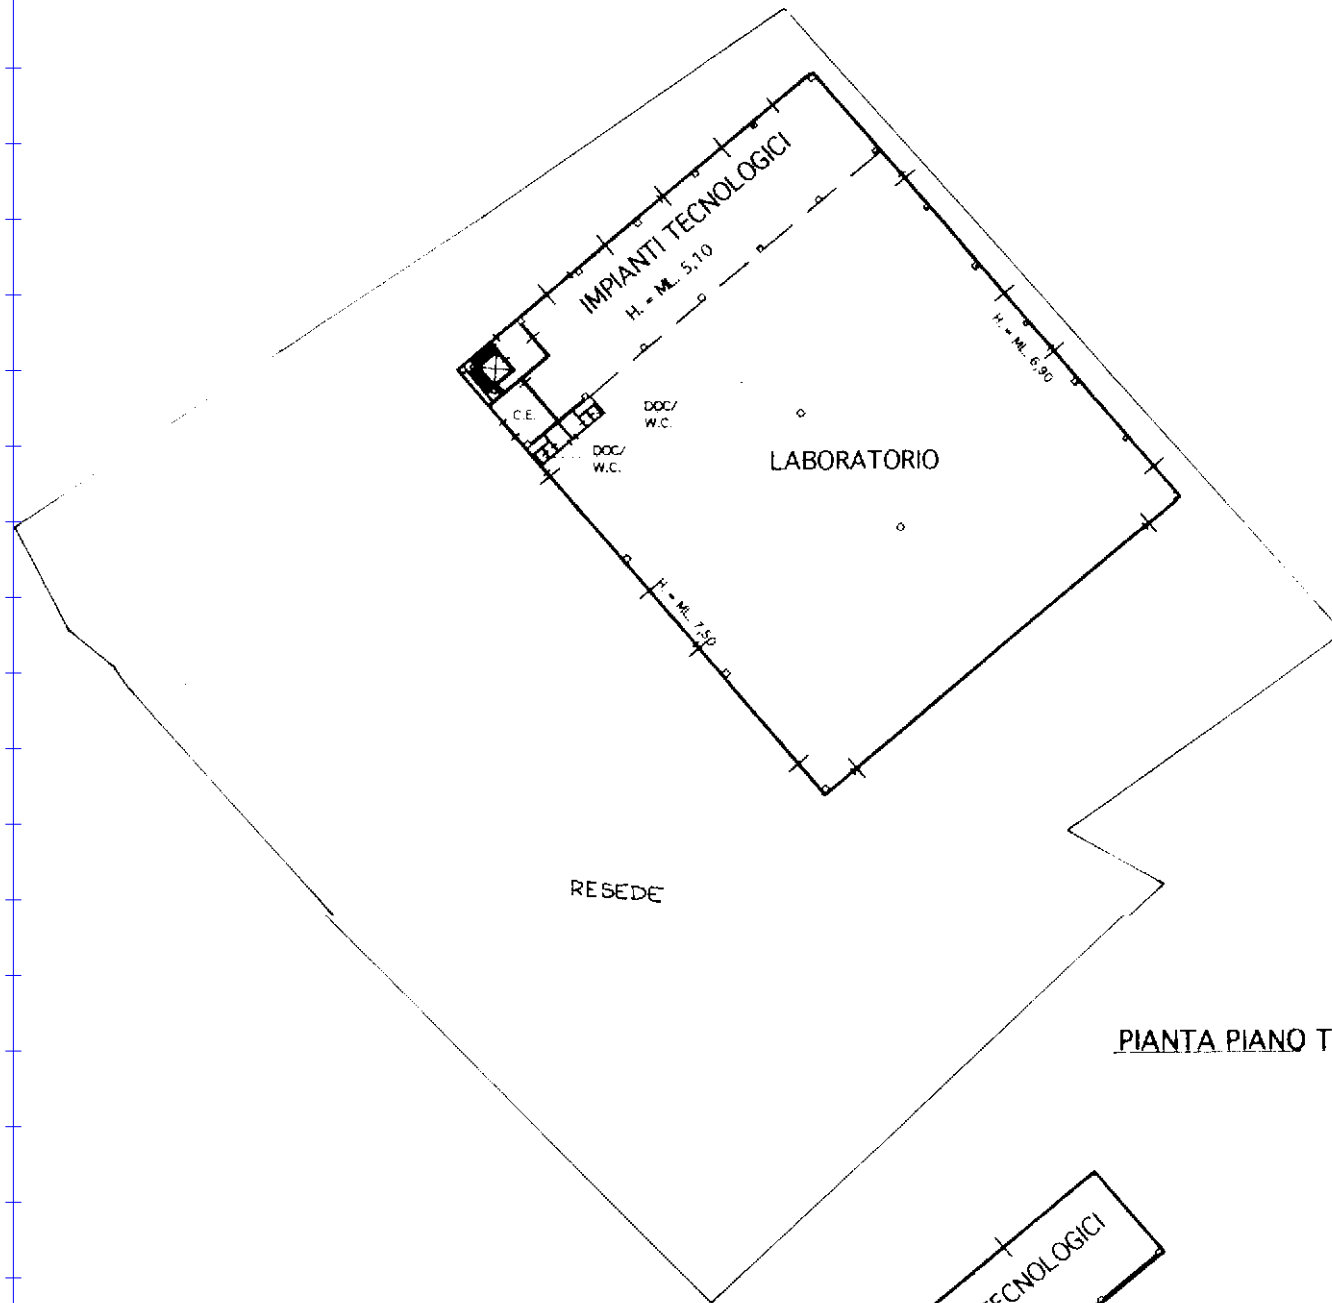 IMPIANTI TECNOLOGICI
H. = ML. 5,10
H. = ML. 6,90
C.E.
DOC/
W.C.
DOC/
W.C.
LABORATORIO
H. = ML. 7,50
RESEDE
PIANTA PIANO T
TECNOLOGICI